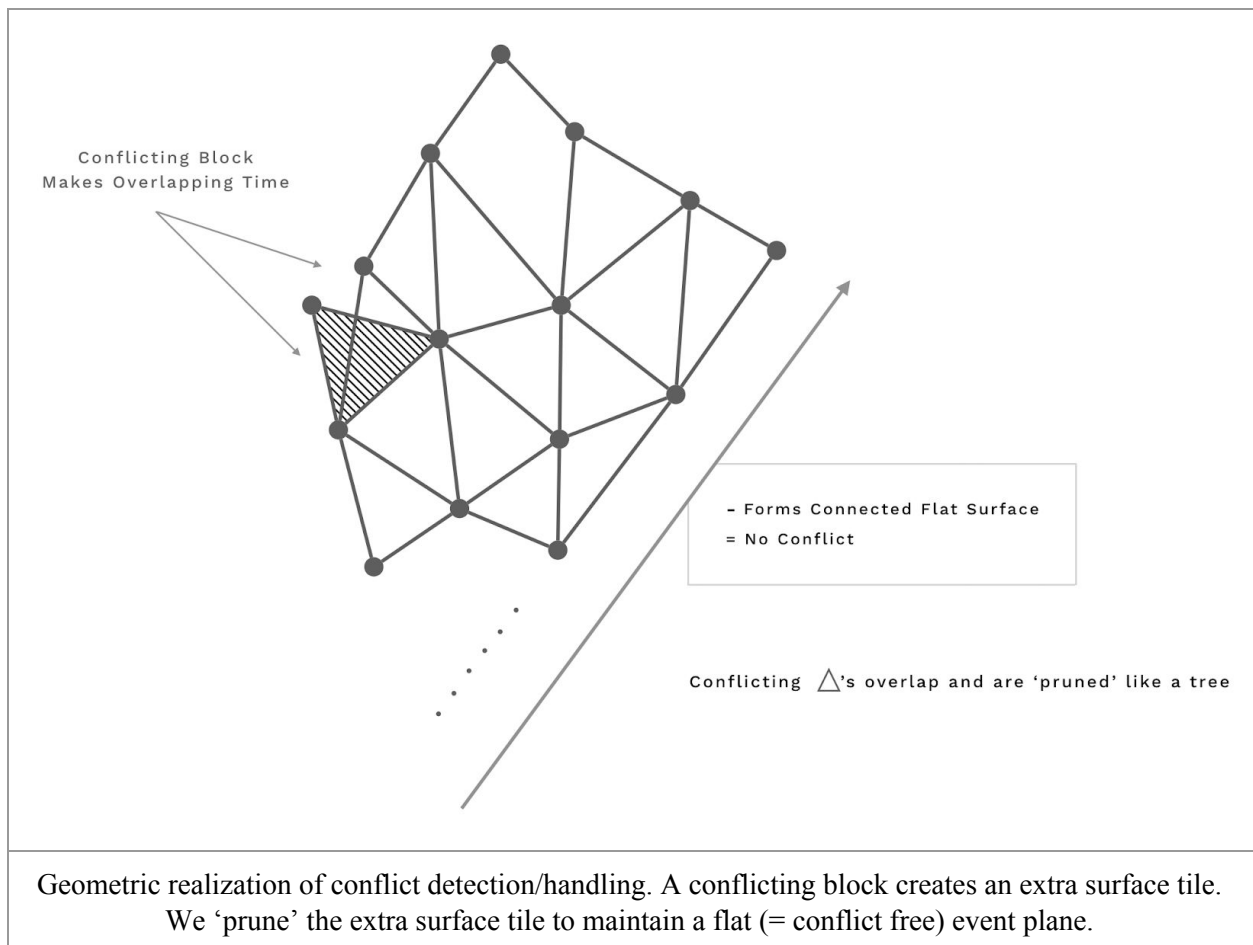 Conflicting Block
Makes Overlapping Time
- Forms Connected Flat Surface
= No Conflict
Conflicting △'s overlap and are ‘pruned’ like a tree
Geometric realization of conflict detection/handling. A conflicting block creates an extra surface tile.
We ‘prune’ the extra surface tile to maintain a flat (= conflict free) event plane.